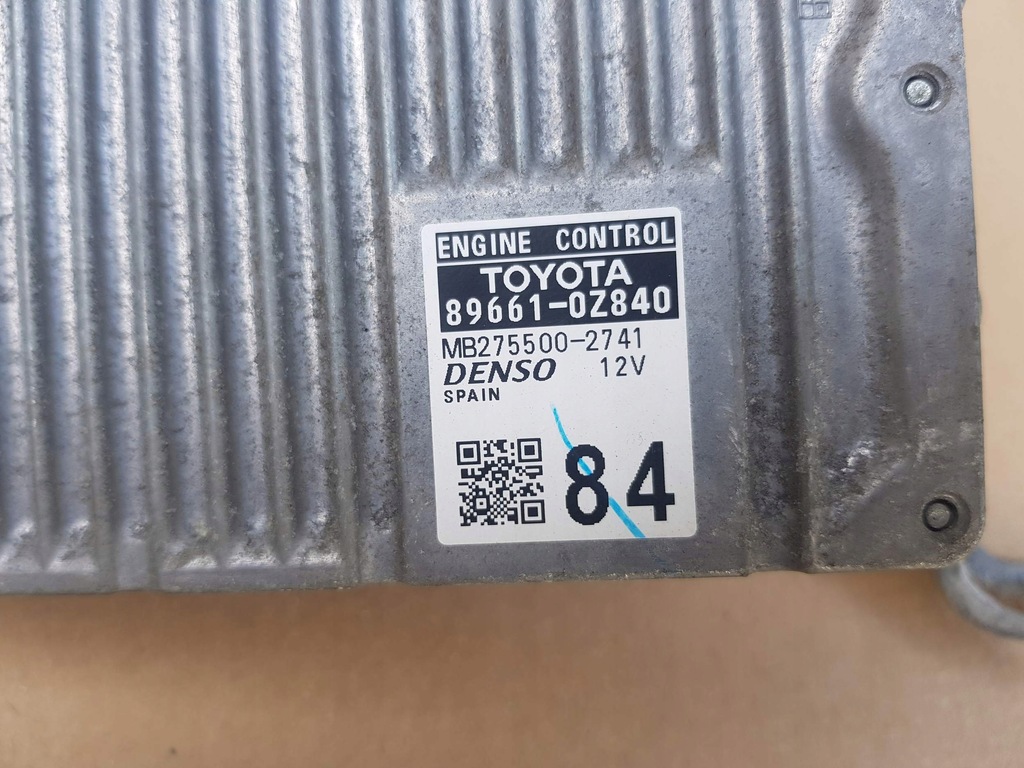 ENGINE CONTROL
TOYOTA
89661-0Z840
MB275500-2741
DENSO 12V
SPAIN
84